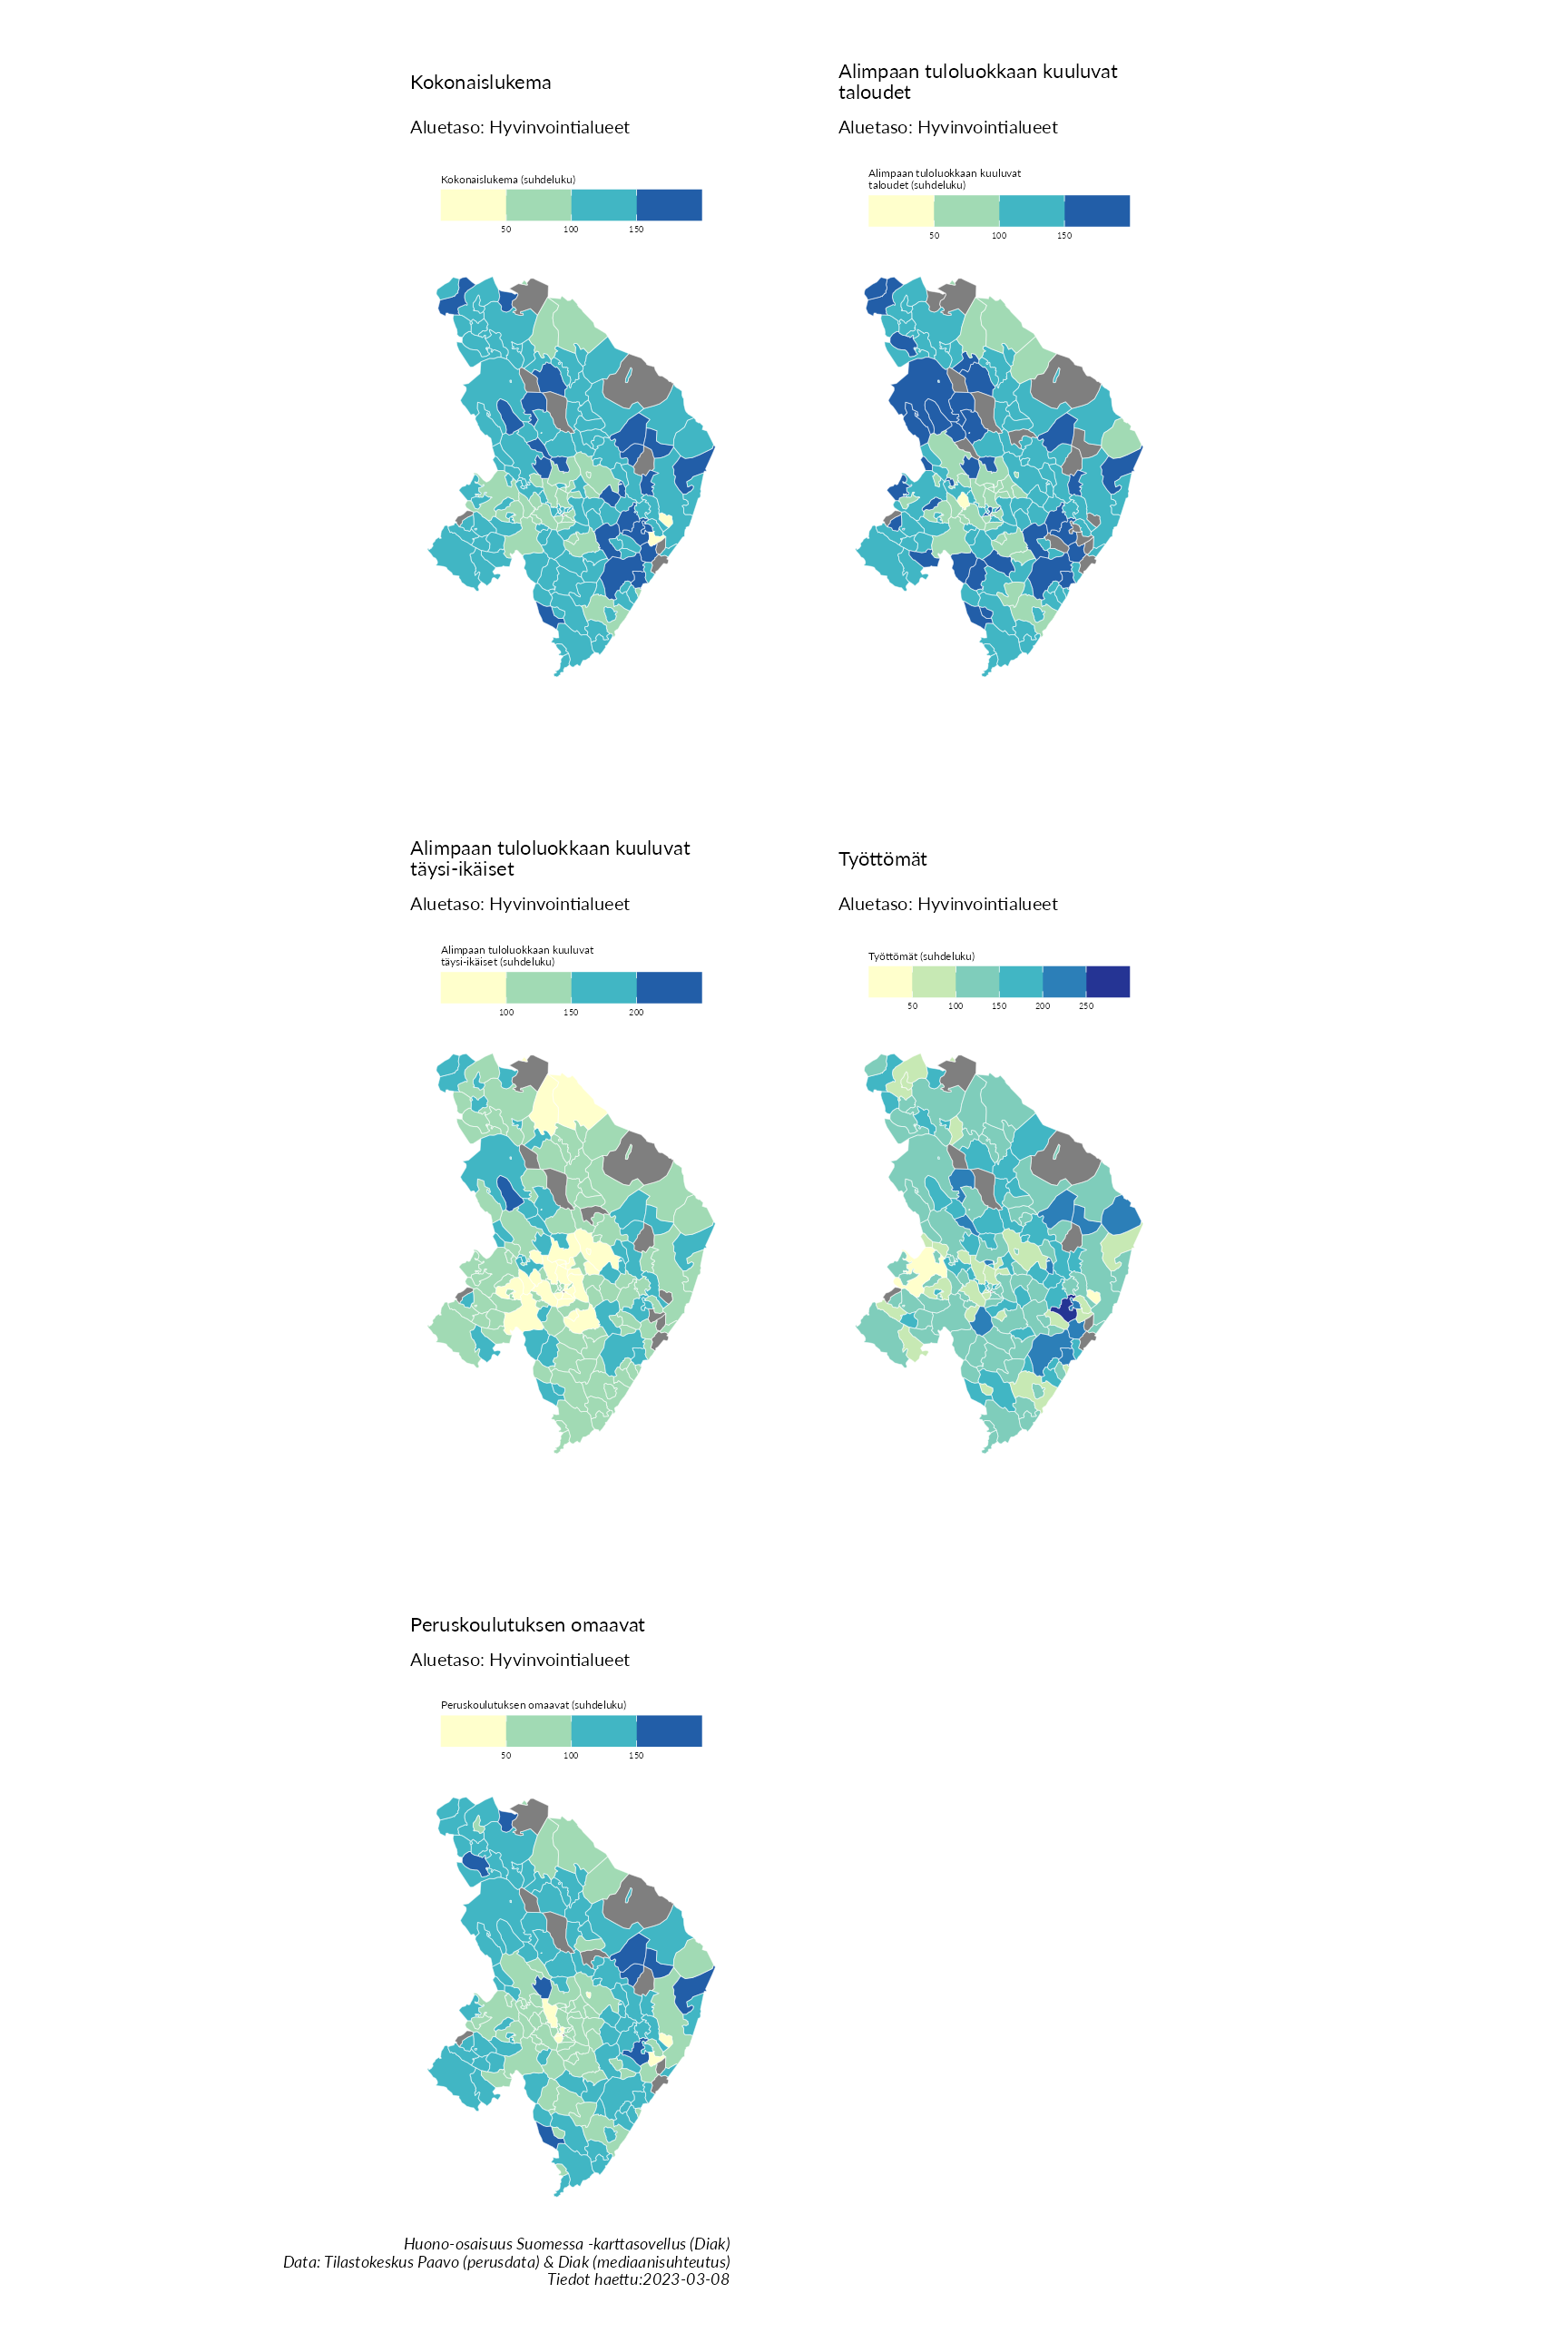 Kokonaislukema
Aluetaso: Hyvinvointialueet
Kokonaislukema (suhdeluku)
50 100 150
Alimpaan tuloluokkaan kuuluvat
taloudet
Aluetaso: Hyvinvointialueet
Alimpaan tuloluokkaan kuuluvat
taloudet (suhdeluku)
50 100 150
Alimpaan tuloluokkaan kuuluvat
täysi-ikäiset
Aluetaso: Hyvinvointialueet
Alimpaan tuloluokkaan kuuluvat
täysi-ikäiset (suhdeluku)
100 150 200
Työttömät
Aluetaso: Hyvinvointialueet
Työttömät (suhdeluku)
50 100 150 200 250
Peruskoulutuksen omaavat
Aluetaso: Hyvinvointialueet
Peruskoulutuksen omaavat (suhdeluku)
50 100 150
Huono-osaisuus Suomessa -karttasovellus (Diak)
Data: Tilastokeskus Paavo (perusdata) & Diak (mediaanisuhteutus)
Tiedot haettu:2023-03-08